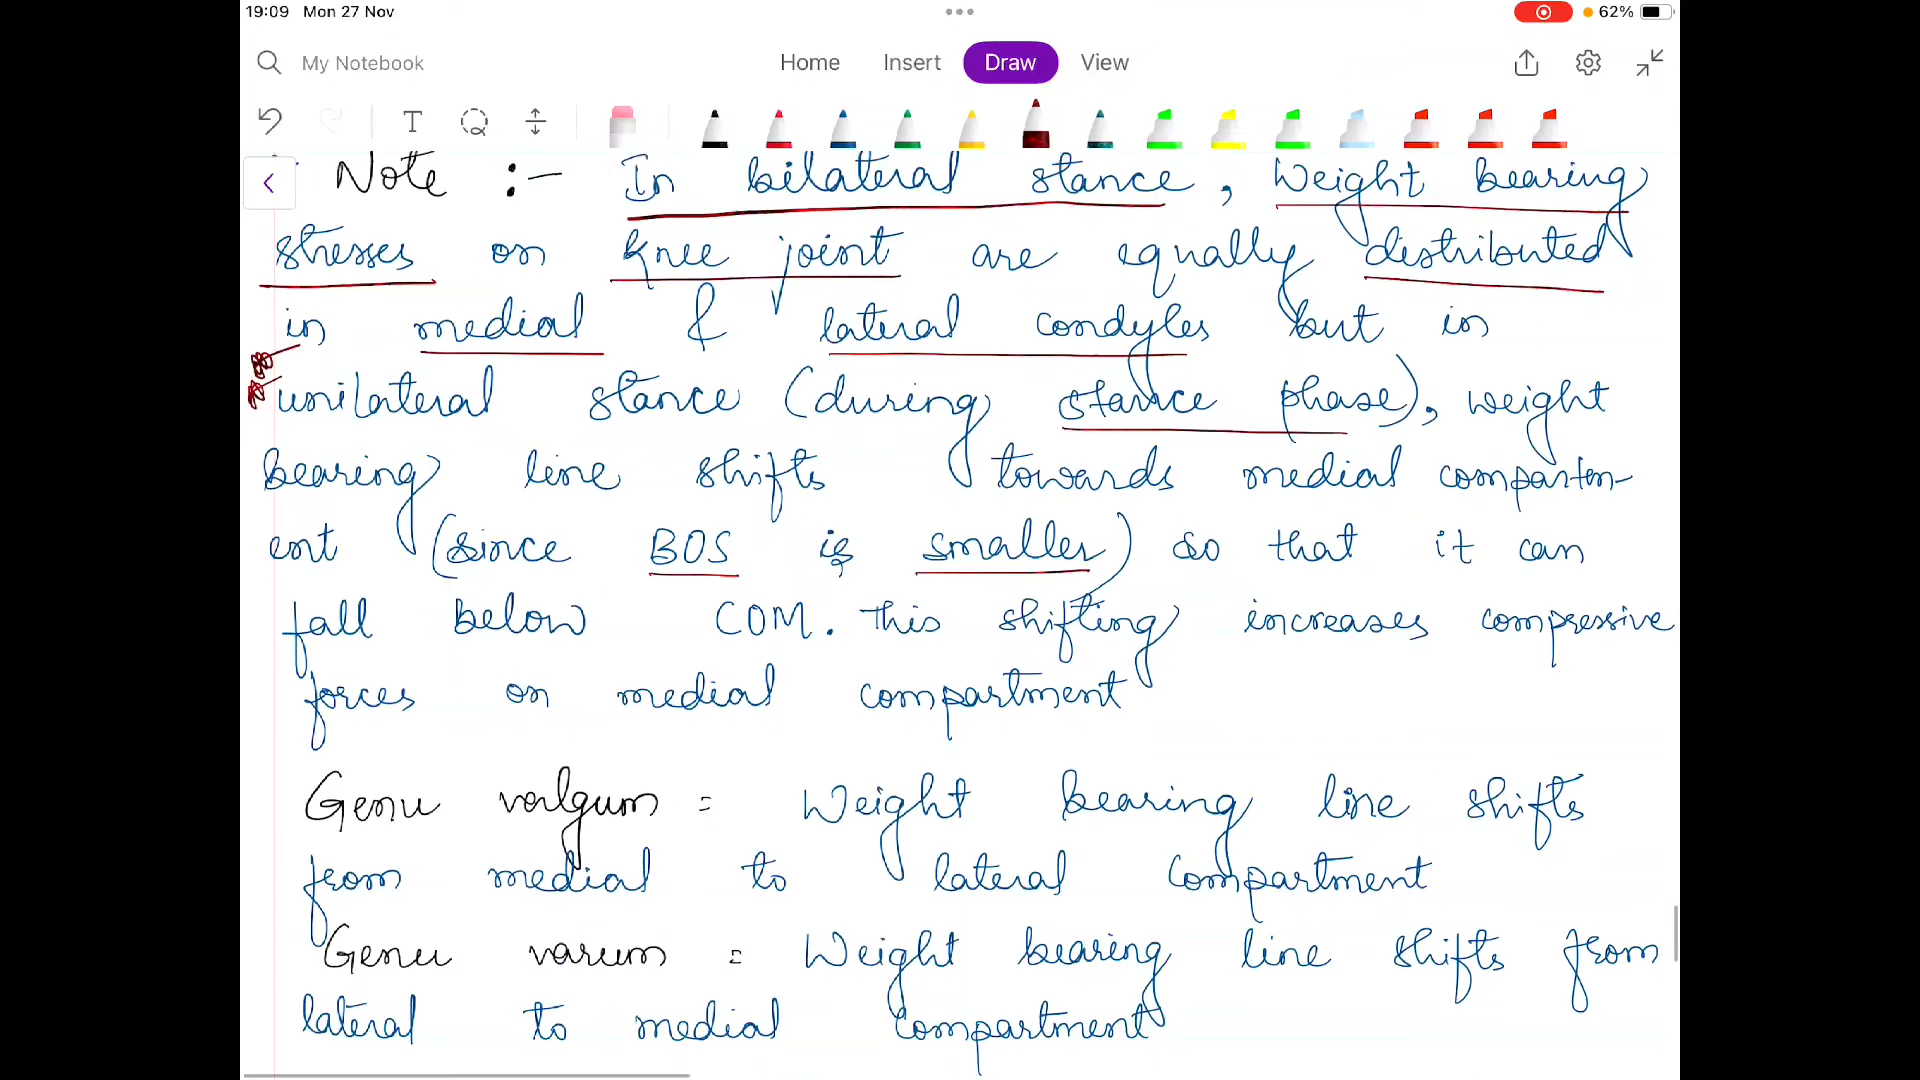 19:09 Mon 27 Nov
62%
My Notebook
Home Insert Draw View
Note :- In bilateral stance, Weight bearing
stresses on knee joint are equally distributed
in medial & lateral condyles but in
unilateral stance (during stance phase), weight
bearing line shifts towards medial compartm-
ent (since BOS is smaller) so that it can
fall below COM. This shifting increases compressive
forces on medial compartment
Genu valgum = Weight bearing line shifts
from medial to lateral compartment
Genu varum = Weight bearing line shifts from
lateral to medial compartment